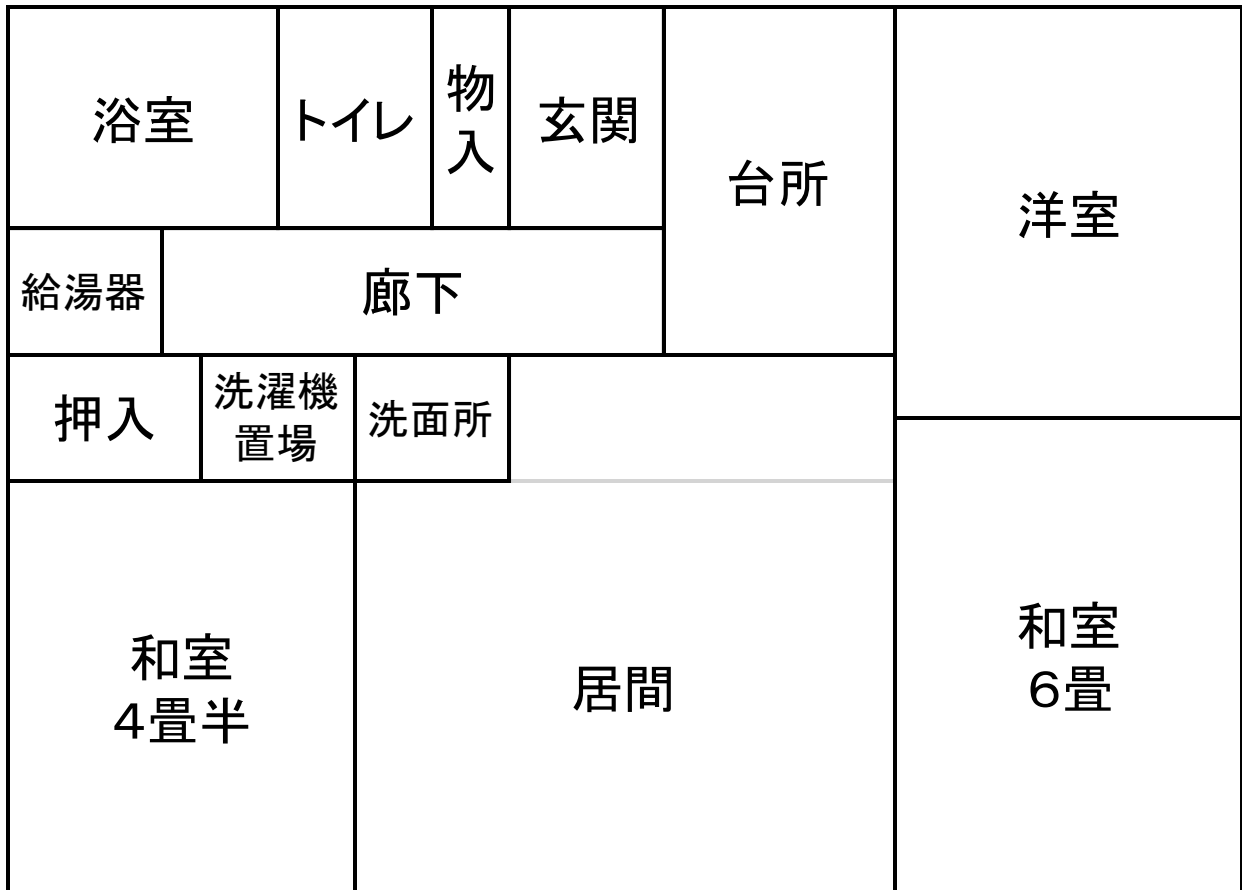 浴室
トイレ
物
入
玄関
台所
洋室
給湯器
廊下
押入
洗濯機
置場
洗面所
和室
4畳半
居間
和室
6畳